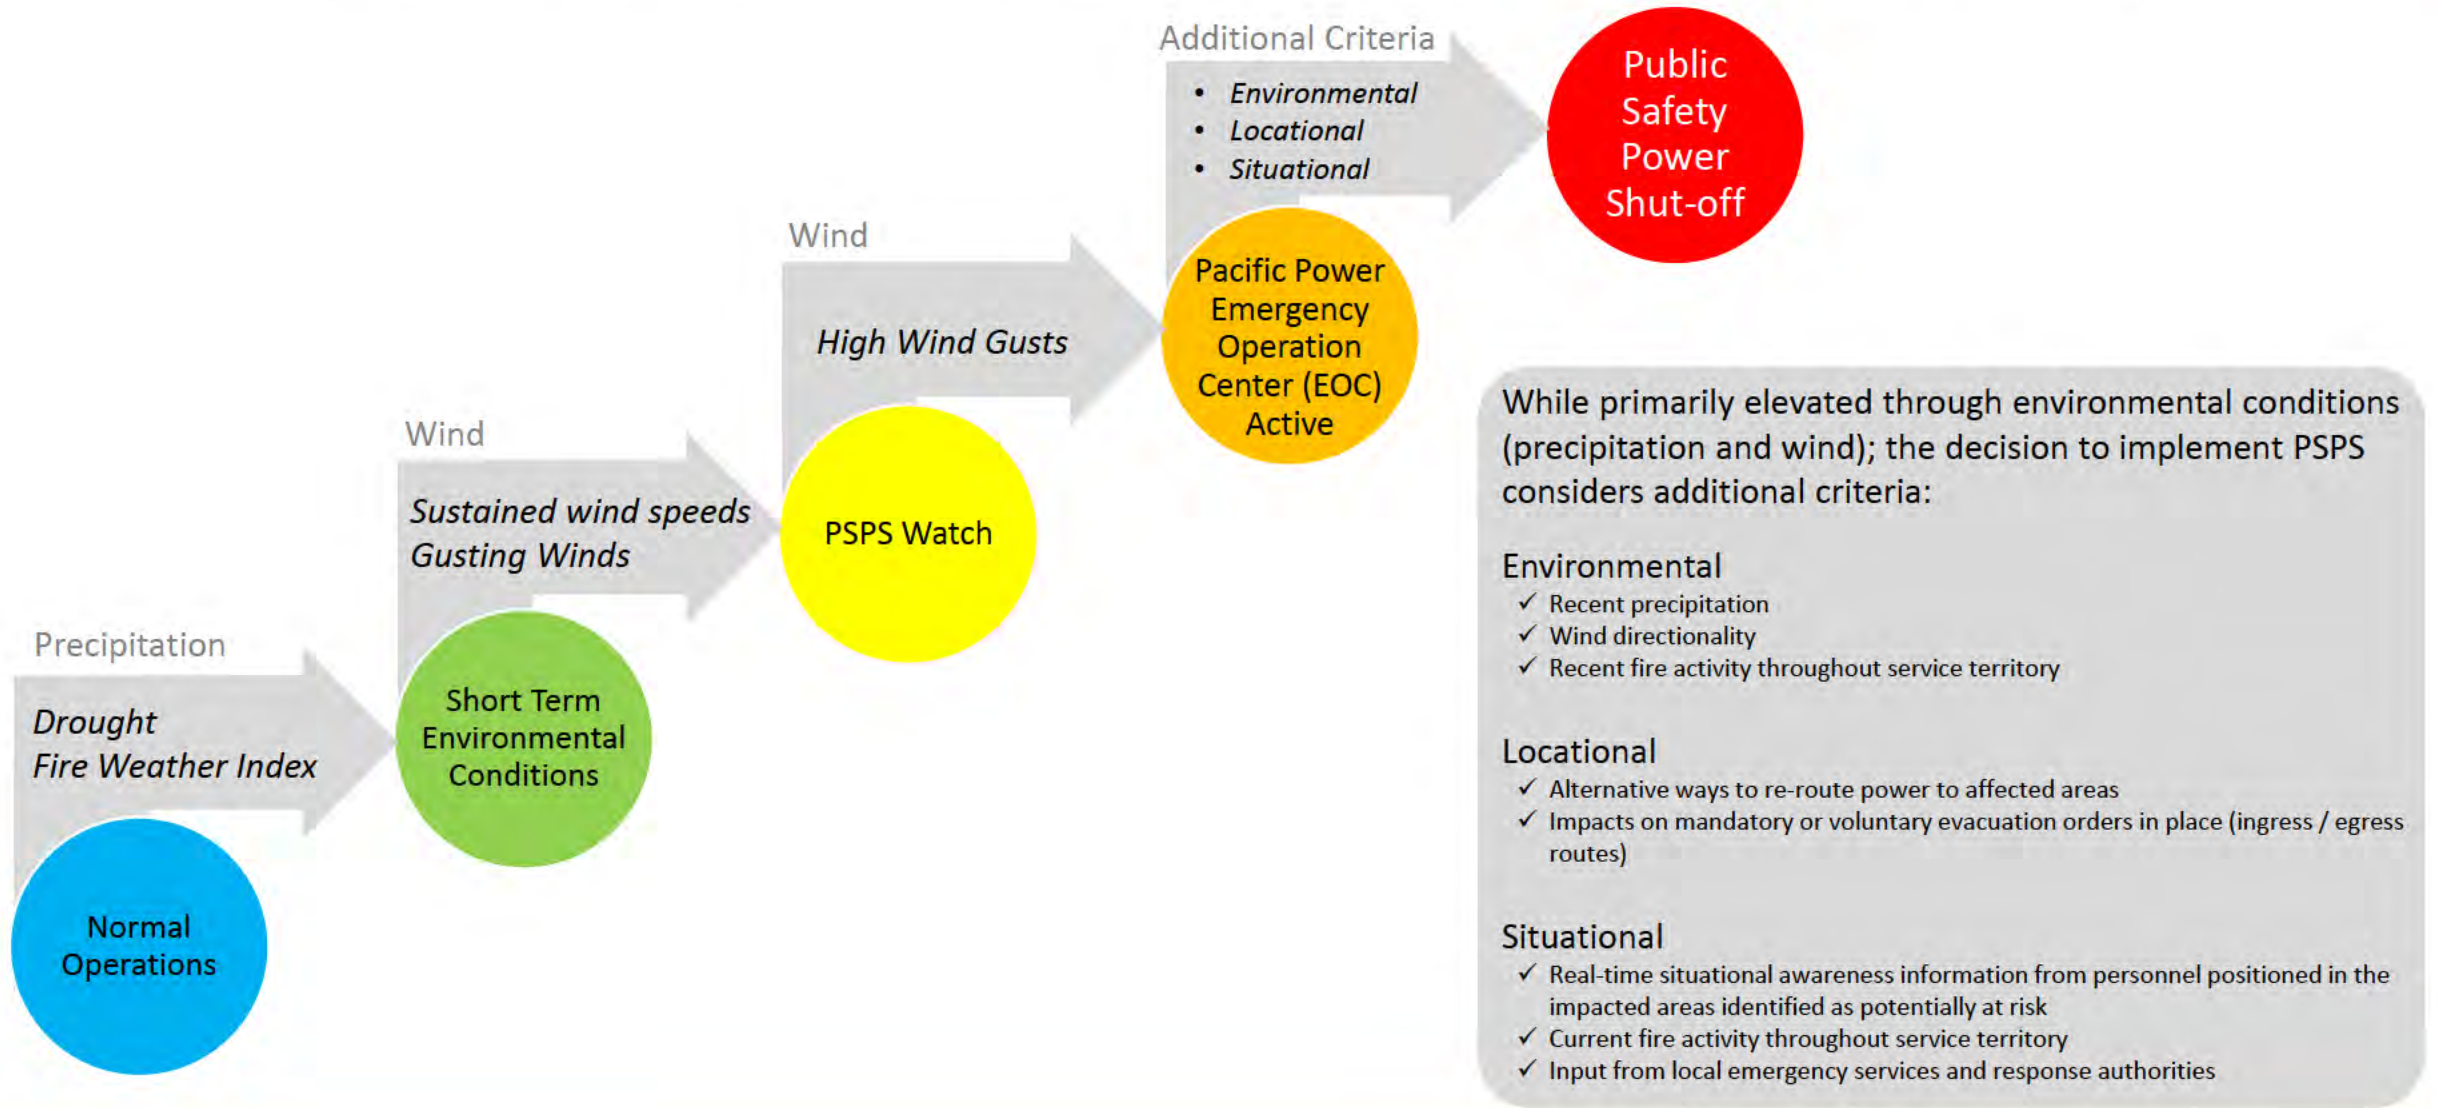 Additional Criteria
• Environmental
• Locational
• Situational
Public
Safety
Power
Shut-off
Wind
High Wind Gusts
Pacific Power
Emergency
Operation
Center (EOC)
Active
Wind
Sustained wind speeds
Gusting Winds
PSPS Watch
Precipitation
Drought
Fire Weather Index
Short Term
Environmental
Conditions
Normal
Operations
While primarily elevated through environmental conditions
(precipitation and wind); the decision to implement PSPS
considers additional criteria:
Environmental
✓ Recent precipitation
✓ Wind directionality
✓ Recent fire activity throughout service territory
Locational
✓ Alternative ways to re-route power to affected areas
✓ Impacts on mandatory or voluntary evacuation orders in place (ingress / egress
routes)
Situational
✓ Real-time situational awareness information from personnel positioned in the
impacted areas identified as potentially at risk
✓ Current fire activity throughout service territory
✓ Input from local emergency services and response authorities